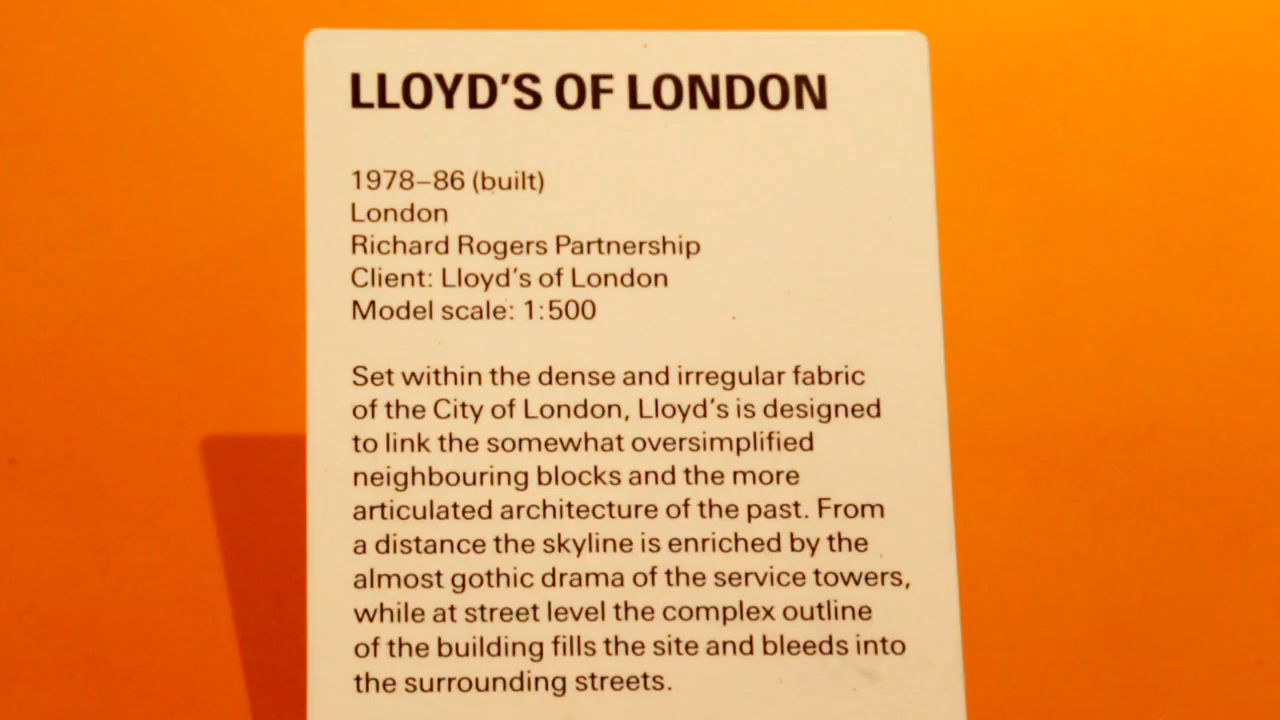 LLOYD’S OF LONDON
1978–86 (built)
London
Richard Rogers Partnership
Client: Lloyd’s of London
Model scale: 1:500
Set within the dense and irregular fabric
of the City of London, Lloyd’s is designed
to link the somewhat oversimplified
neighbouring blocks and the more
articulated architecture of the past. From
a distance the skyline is enriched by the
almost gothic drama of the service towers,
while at street level the complex outline
of the building fills the site and bleeds into
the surrounding streets.